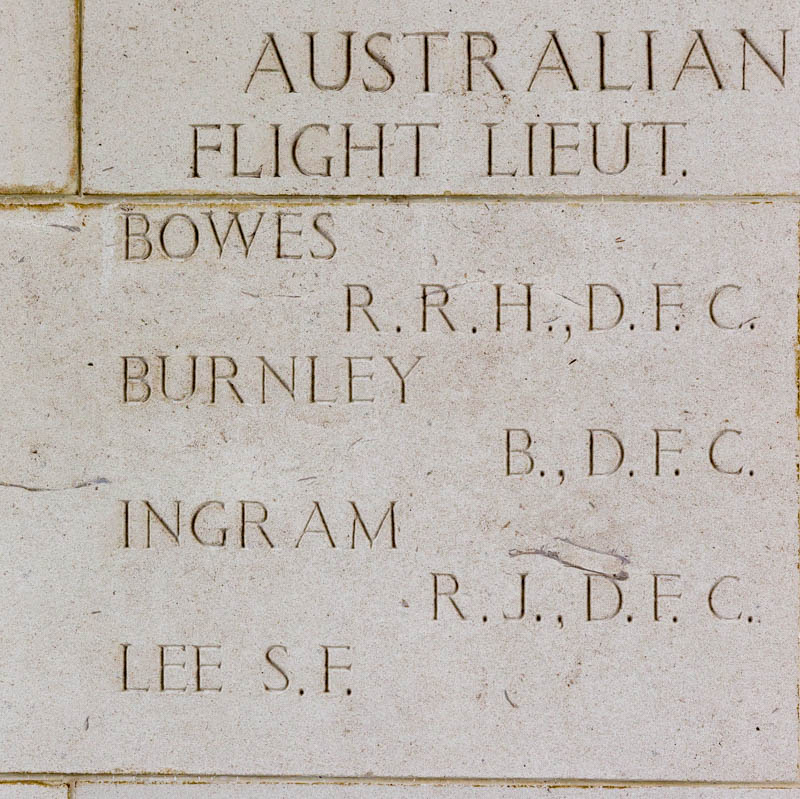 AUSTRALIAN
FLIGHT LIEUT.
BOWES
R.R.H., D.F.C.
BURNLEY
B., D.F.C.
INGRAM
R.J., D.F.C.
LEE S.F.